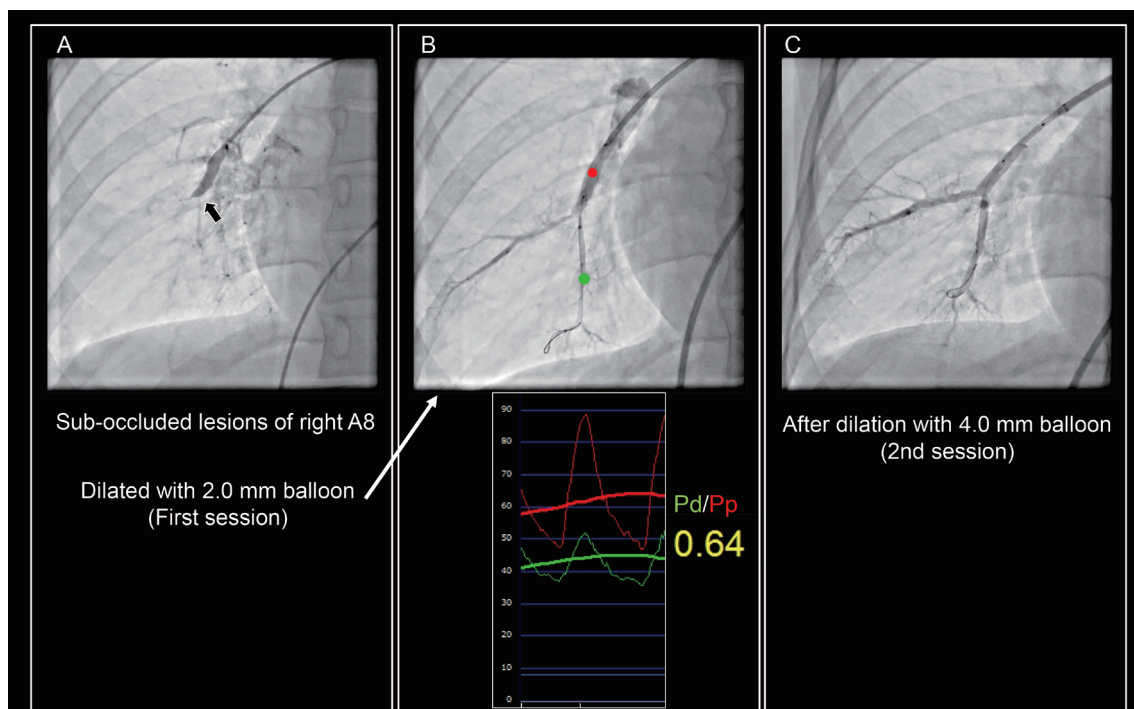 A
B
C
Sub-occluded lesions of right A8
Dilated with 2.0 mm balloon
(First session)
90
80
70
60
50
40
30
20
10
0
Pd/Pp
0.64
After dilation with 4.0 mm balloon
(2nd session)